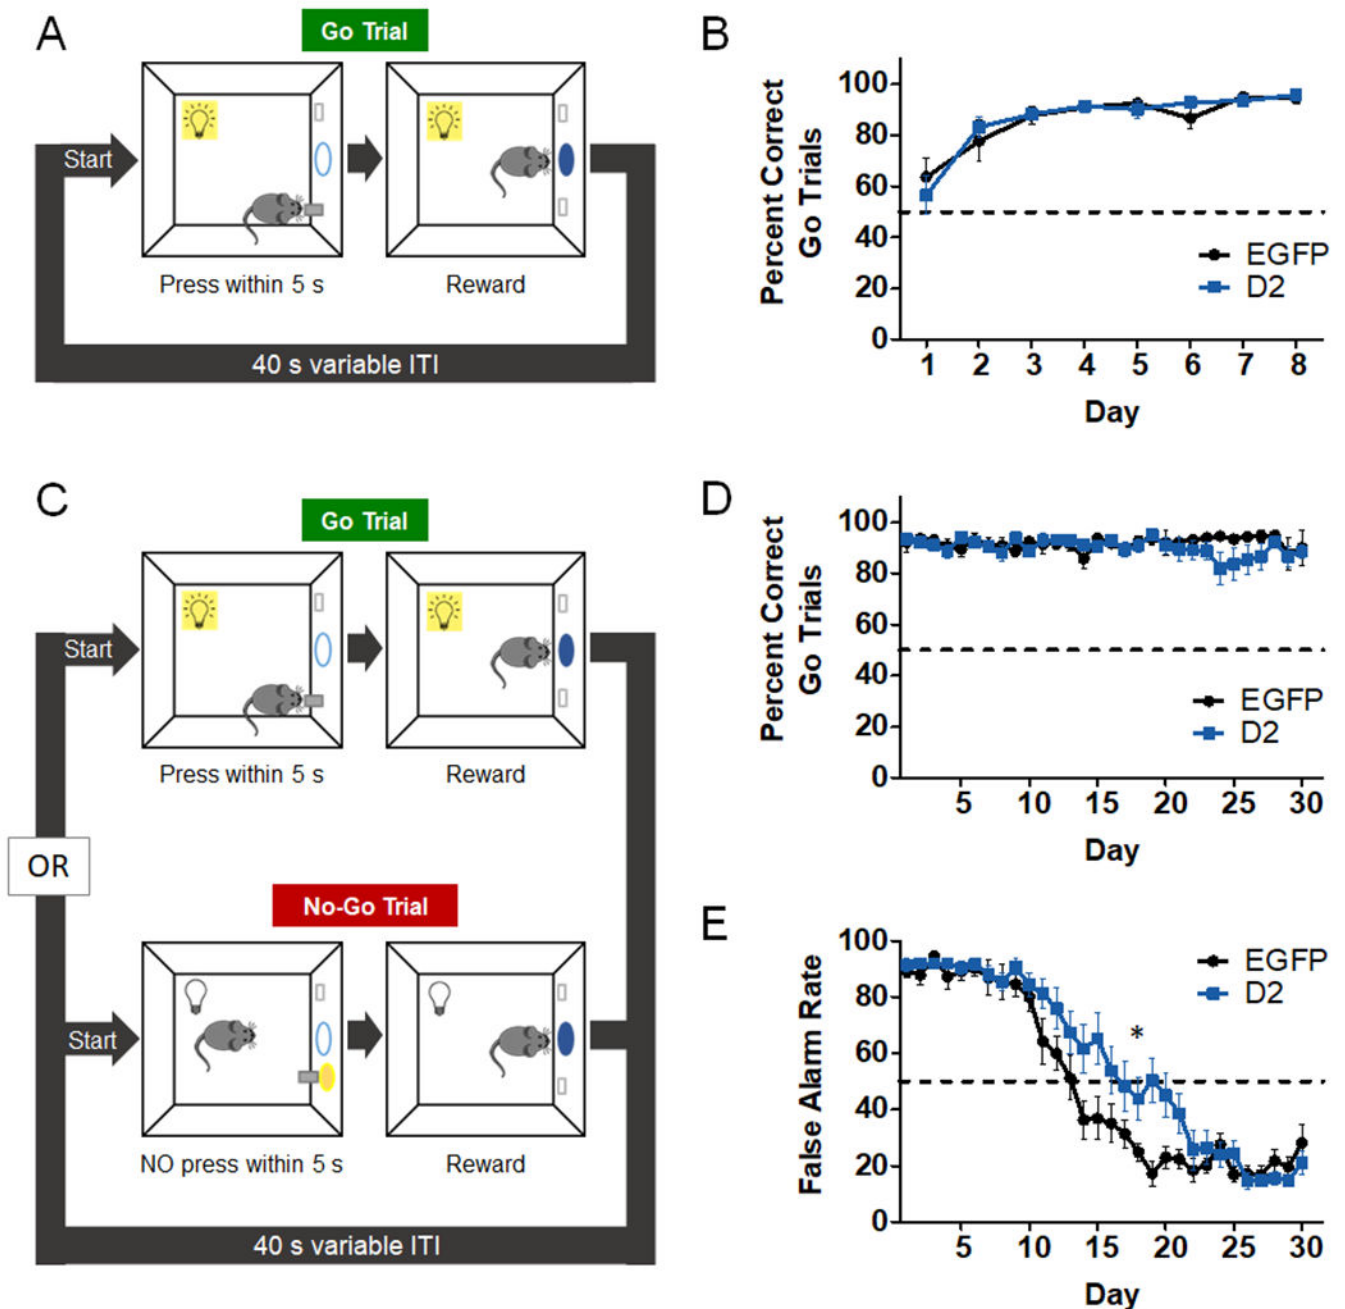 A
Go Trial
Start
Press within 5 s
Reward
40 s variable ITI
B
Percent Correct
Go Trials
100
80
60
40
20
0
EGFP
D2
1 2 3 4 5 6 7 8
Day
C
Go Trial
Start
Press within 5 s
Reward
OR
No-Go Trial
Start
NO press within 5 s
Reward
40 s variable ITI
D
Percent Correct
Go Trials
100
80
60
40
20
0
EGFP
D2
5 10 15 20 25 30
Day
E
False Alarm Rate
100
80
60
40
20
0
EGFP
D2
*
5 10 15 20 25 30
Day